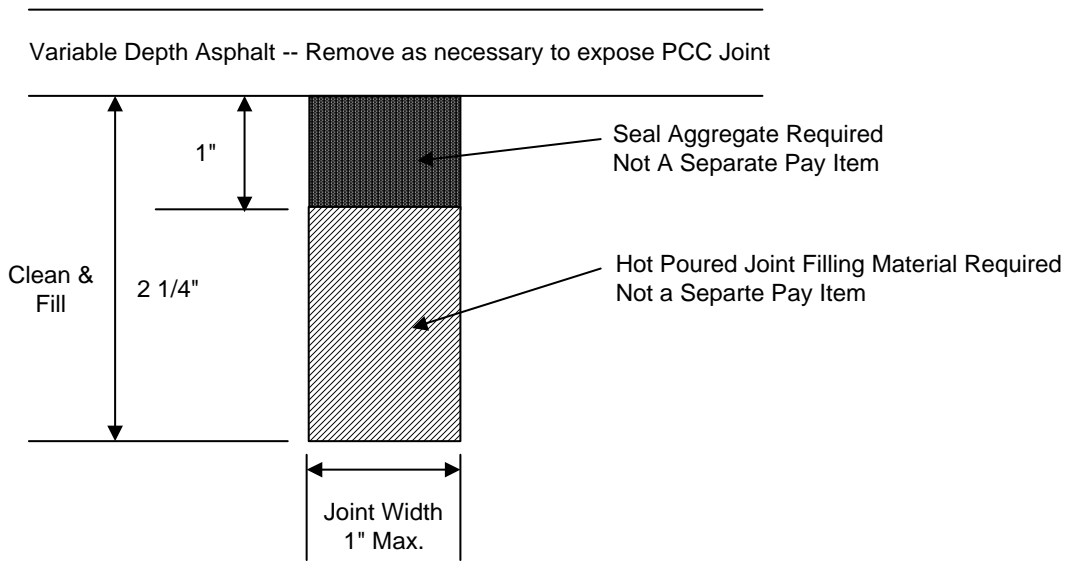 Variable Depth Asphalt -- Remove as necessary to expose PCC Joint
1"
Seal Aggregate Required
Not A Separate Pay Item
Clean &
Fill
2 1/4"
Hot Poured Joint Filling Material Required
Not a Separte Pay Item
Joint Width
1" Max.